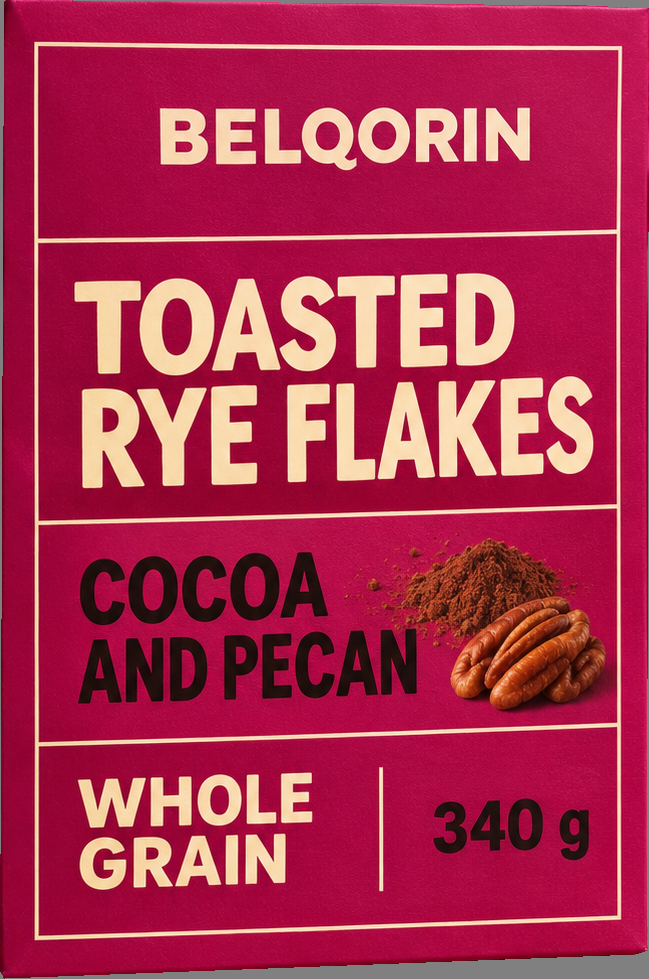 BELQORIN
TOASTED
RYE FLAKES
COCOA
AND PECAN
WHOLE
GRAIN
340 g